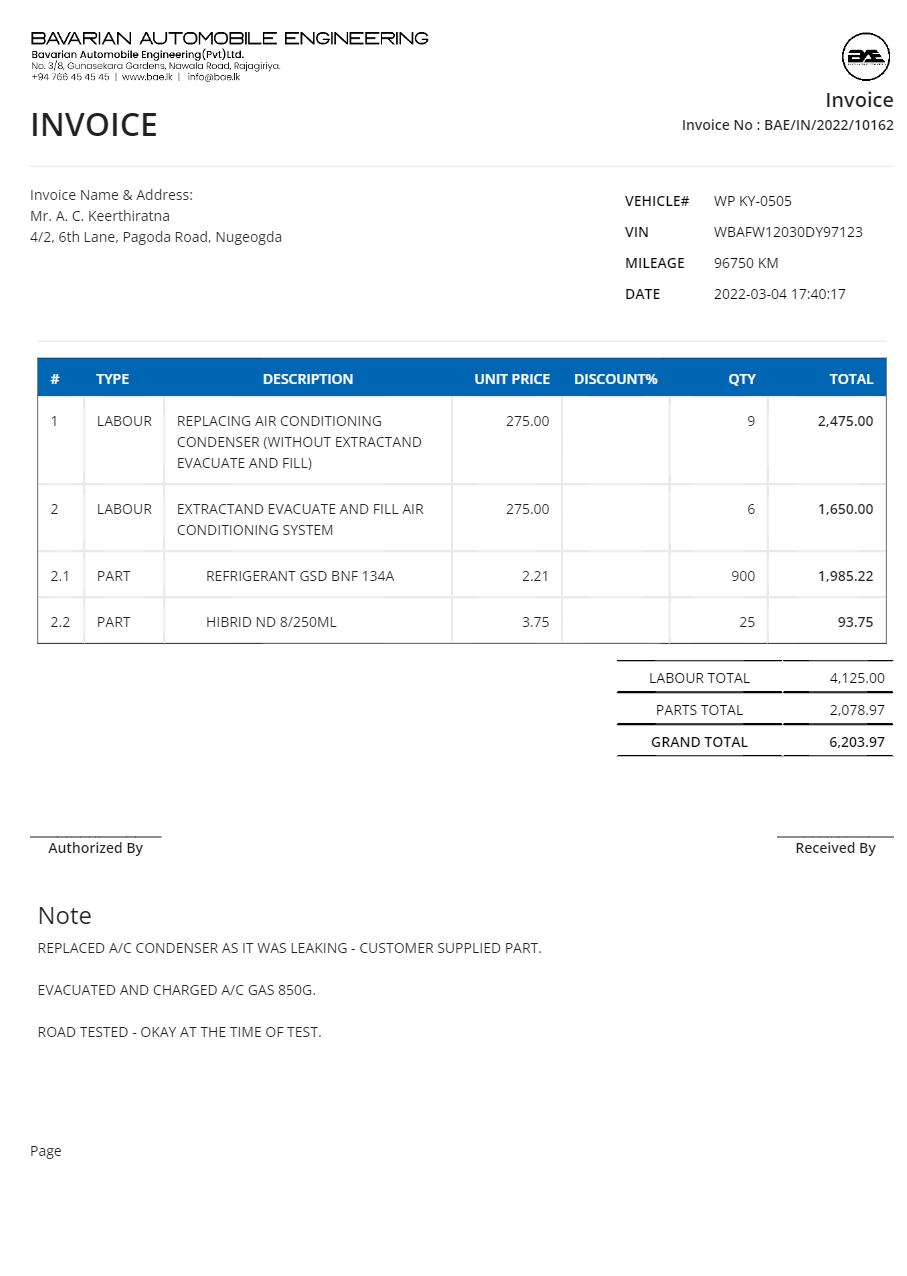 BAVARIAN AUTOMOBILE ENGINEERING
Bavarian Automobile Engineering(Pvt)Ltd.
No. 3/8, Gunasekara Gardens, Nawala Road, Rajagiriya.
+94 766 45 45 45 | www.bae.lk | info@bae.lk
BAE
Invoice
INVOICE
Invoice No : BAE/IN/2022/10162
Invoice Name & Address:
Mr. A. C. Keerthiratna
4/2, 6th Lane, Pagoda Road, Nugeogda
VEHICLE# WP KY-0505
VIN WBAFW12030DY97123
MILEAGE 96750 KM
DATE 2022-03-04 17:40:17
# TYPE DESCRIPTION UNIT PRICE DISCOUNT% QTY TOTAL
1 LABOUR REPLACING AIR CONDITIONING 275.00 9 2,475.00
CONDENSER (WITHOUT EXTRACTAND
EVACUATE AND FILL)
2 LABOUR EXTRACTAND EVACUATE AND FILL AIR 275.00 6 1,650.00
CONDITIONING SYSTEM
2.1 PART REFRIGERANT GSD BNF 134A 2.21 900 1,985.22
2.2 PART HIBRID ND 8/250ML 3.75 25 93.75
LABOUR TOTAL 4,125.00
PARTS TOTAL 2,078.97
GRAND TOTAL 6,203.97
Authorized By Received By
Note
REPLACED A/C CONDENSER AS IT WAS LEAKING - CUSTOMER SUPPLIED PART.
EVACUATED AND CHARGED A/C GAS 850G.
ROAD TESTED - OKAY AT THE TIME OF TEST.
Page